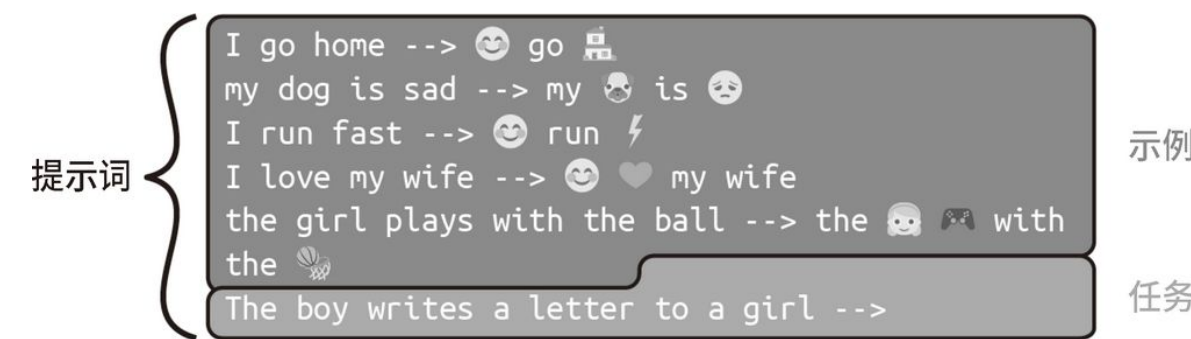 提示词
I go home --> 😊 go 🏠
my dog is sad --> my 🐶 is 😞
I run fast --> 😊 run ⚡
I love my wife --> 😊 ❤ my wife
the girl plays with the ball --> the 👧 🎮 with
the 🏀
The boy writes a letter to a girl -->
示例
任务